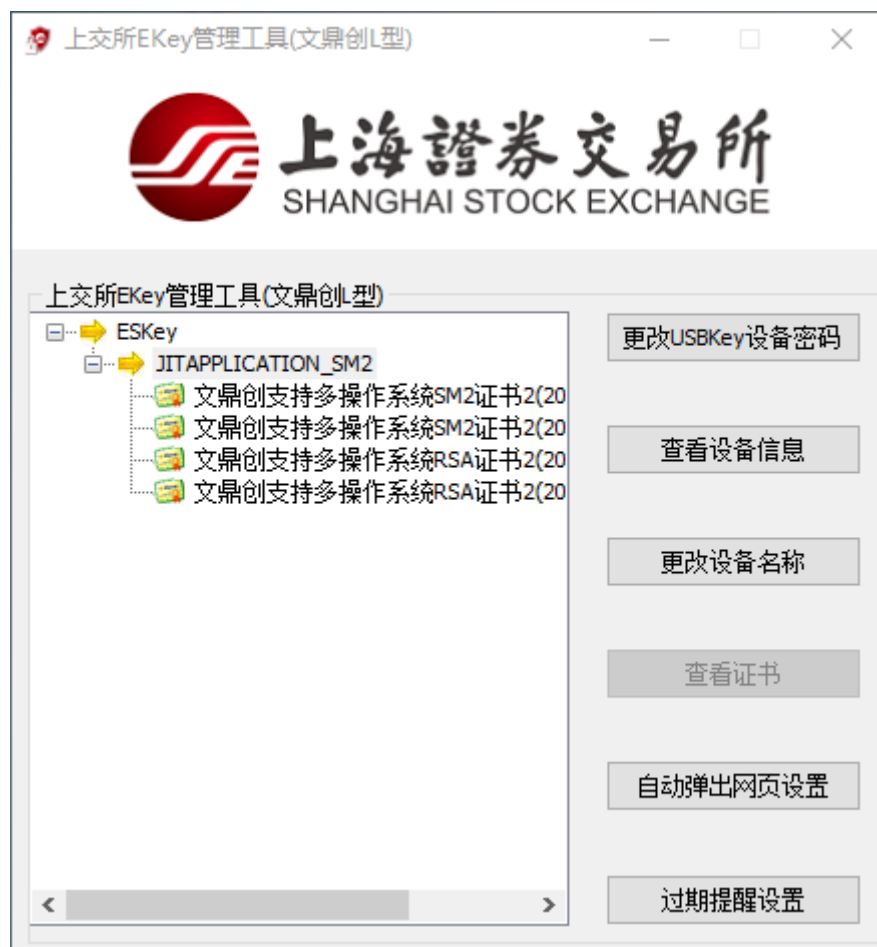 上交所EKey管理工具(文鼎创L型)
上海證券交易所
SHANGHAI STOCK EXCHANGE
上交所EKey管理工具(文鼎创L型)
ESKey
JITAPPLICATION_SM2
文鼎创支持多操作系统SM2证书2(20
文鼎创支持多操作系统SM2证书2(20
文鼎创支持多操作系统RSA证书2(20
文鼎创支持多操作系统RSA证书2(20
更改USBKey设备密码
查看设备信息
更改设备名称
查看证书
自动弹出网页设置
过期提醒设置